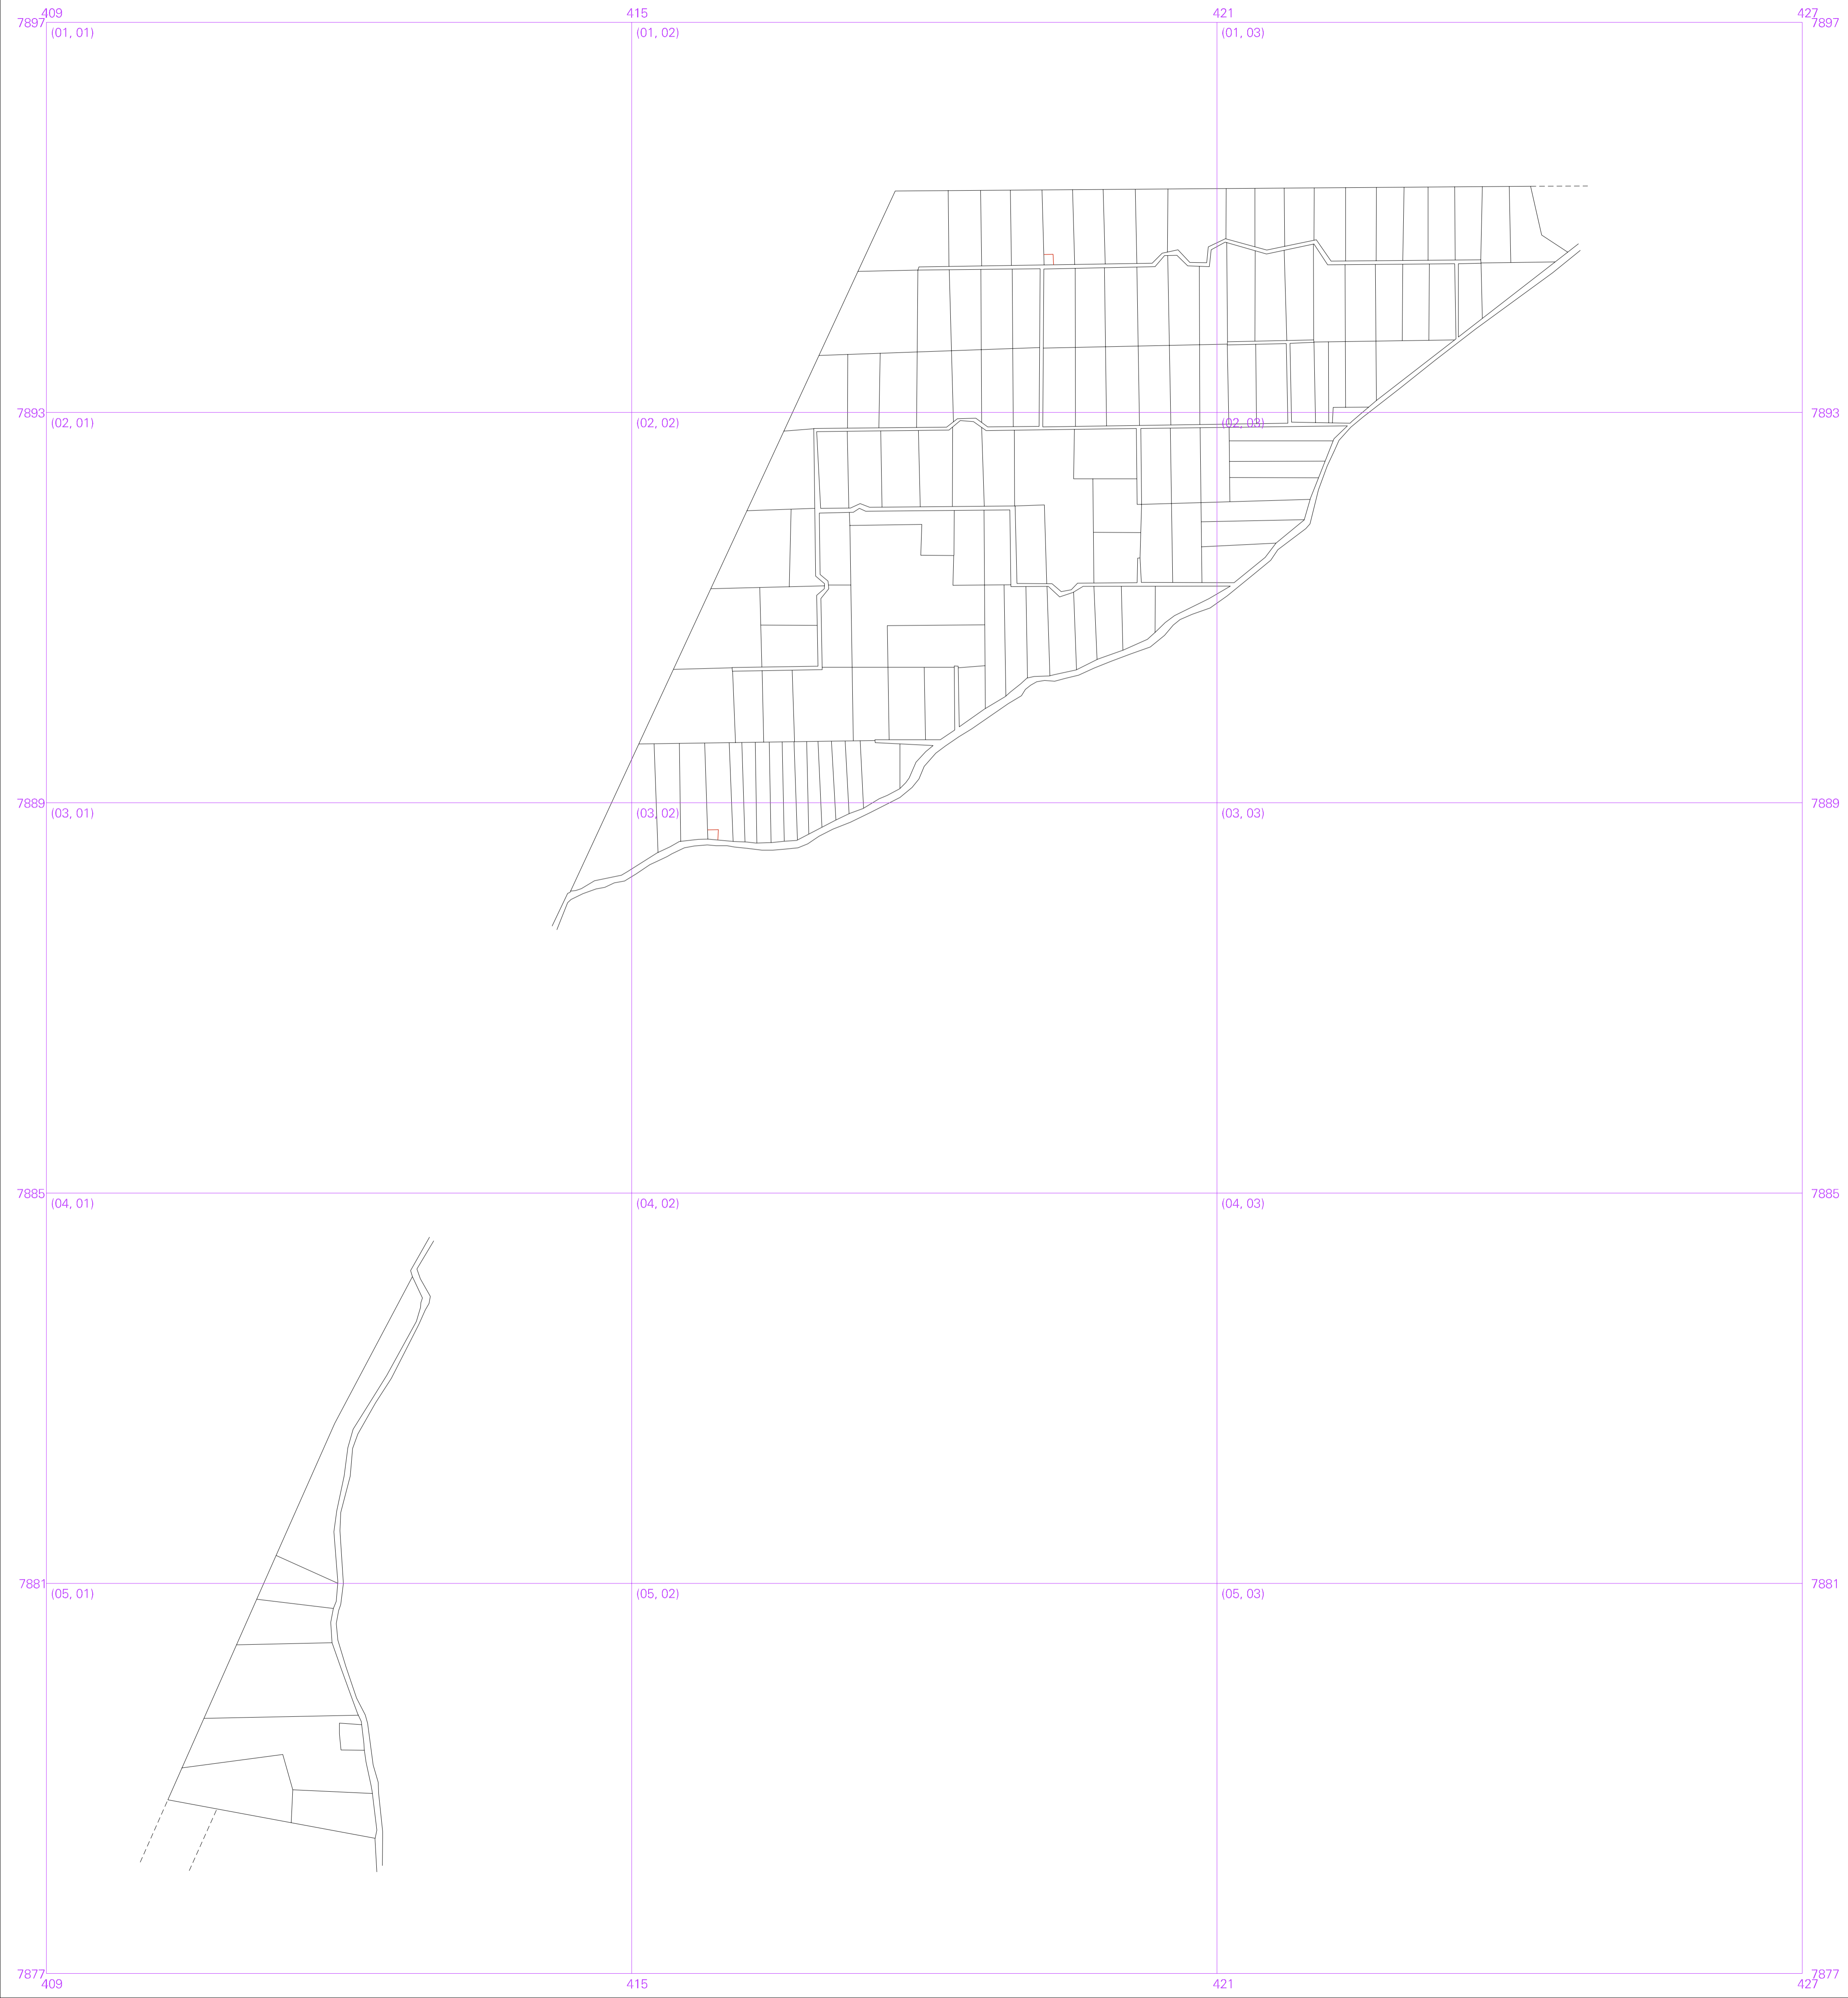 409 415 421 427
7897 7897
(01, 01) (01, 02) (01, 03)
7893 7893
(02, 01) (02, 02) (02, 03)
7889 7889
(03, 01) (03, 02) (03, 03)
7885 7885
(04, 01) (04, 02) (04, 03)
7881 7881
(05, 01) (05, 02) (05, 03)
7877 7877
409 415 421 427